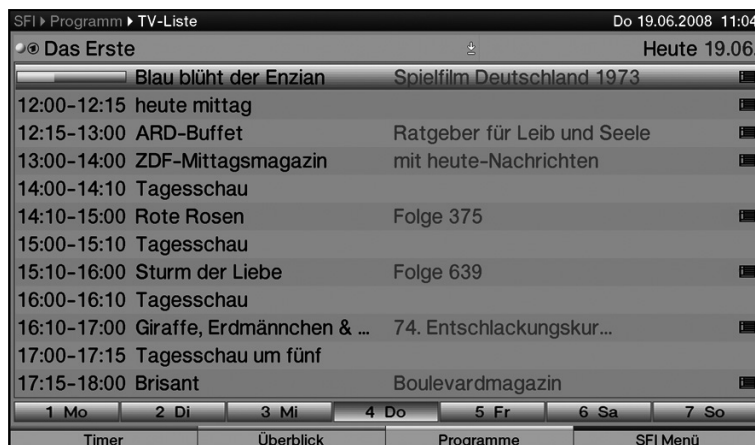 SFI Programm TV-Liste Do 19.06.2008 11:04
Das Erste Heute 19.06.
Blau blüht der Enzian Spielfilm Deutschland 1973
12:00-12:15 heute mittag
12:15-13:00 ARD-Buffet Ratgeber für Leib und Seele
13:00-14:00 ZDF-Mittagsmagazin mit heute-Nachrichten
14:00-14:10 Tagesschau
14:10-15:00 Rote Rosen Folge 375
15:00-15:10 Tagesschau
15:10-16:00 Sturm der Liebe Folge 639
16:00-16:10 Tagesschau
16:10-17:00 Giraffe, Erdmännchen & ... 74. Entschlackungskur...
17:00-17:15 Tagesschau um fünf
17:15-18:00 Brisant Boulevardmagazin
1 Mo 2 Di 3 Mi 4 Do 5 Fr 6 Sa 7 So
Timer Überblick Programme SFI Menü